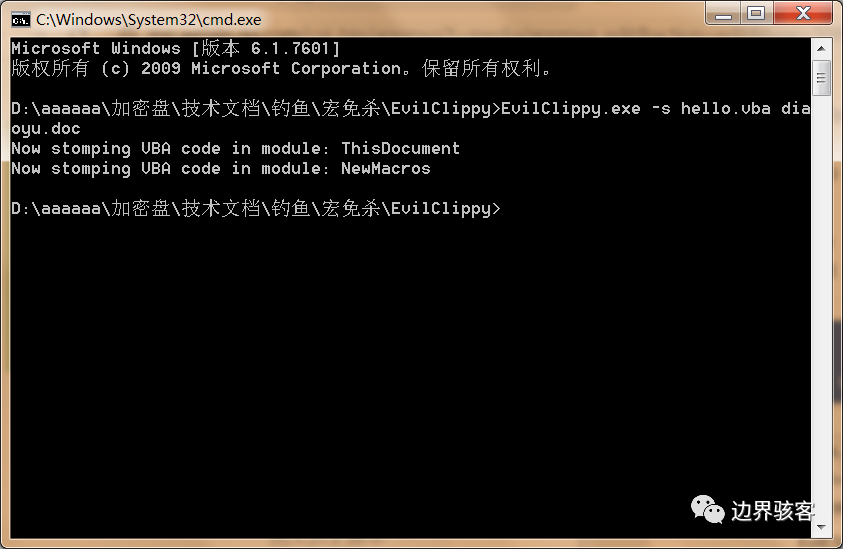 C:\Windows\System32\cmd.exe
Microsoft Windows [版本 6.1.7601]
版权所有 (c) 2009 Microsoft Corporation。保留所有权利。
D:\aaaaaa\加密盘\技术文档\钓鱼\宏免杀\EvilClippy>EvilClippy.exe -s hello.vba dia
oyu.doc
Now stomping VBA code in module: ThisDocument
Now stomping VBA code in module: NewMacros
D:\aaaaaa\加密盘\技术文档\钓鱼\宏免杀\EvilClippy>
边界骇客